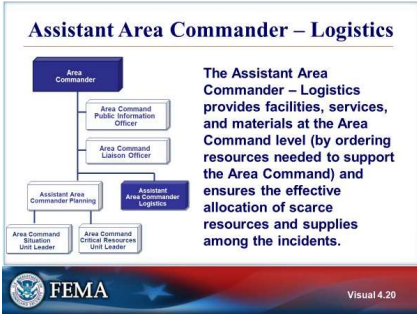 Assistant Area Commander – Logistics
Area
Commander
Area Command
Public Information
Officer
Area Command
Liaison Officer
Assistant Area
Commander Planning
Assistant
Area Commander
Logistics
Area Command
Situation
Unit Leader
Area Command
Critical Resources
Unit Leader
The Assistant Area
Commander – Logistics
provides facilities, services,
and materials at the Area
Command level (by ordering
resources needed to support
the Area Command) and
ensures the effective
allocation of scarce
resources and supplies
among the incidents.
FEMA
Visual 4.20